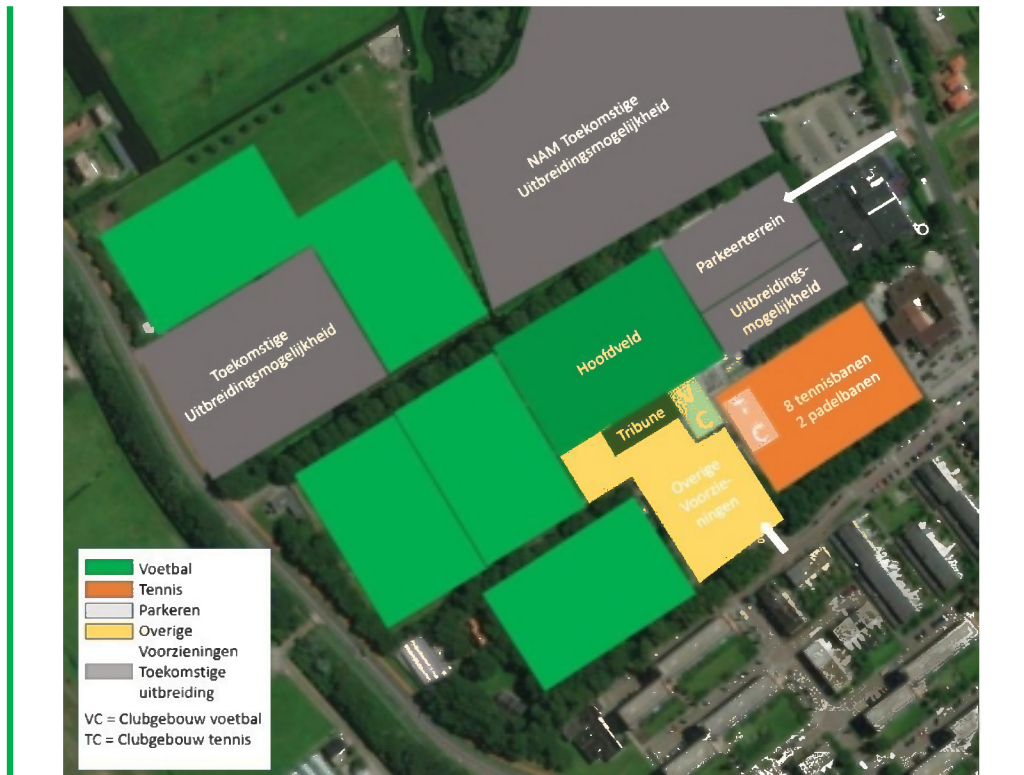 NAM Toekomstige
Uitbreidingsmogelijkheid
Parkeerterrein
Uitbreidings-
mogelijkheid
Toekomstige
Uitbreidingsmogelijkheid
Hoofdveld
8 tennisbanen
2 padelbanen
Tribune
V
C
T
C
Overige
Voorzie-
ningen
Voetbal
Tennis
Parkeren
Overige
Voorzieningen
Toekomstige
uitbreiding
VC = Clubgebouw voetbal
TC = Clubgebouw tennis